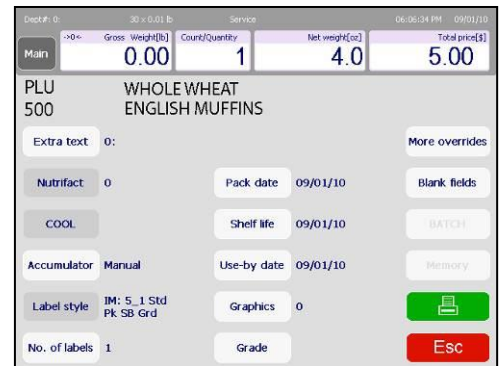 Dept#: 0: 30 x 0.01 lb Service 06:06:34 PM 09/01/10
Main
->0<- Gross Weight[lb] Count/Quantity Net weight[oz] Total price[$]
0.00 1 4.0 5.00
PLU WHOLE WHEAT
500 ENGLISH MUFFINS
Extra text 0: More overrides
Nutrifact 0 Pack date 09/01/10 Blank fields
COOL Shelf life 09/01/10 BATCH
Accumulator Manual Use-by date 09/01/10 Memory
Label style IM: 5_1 Std Graphics 0
Pk SB Grd
No. of labels 1 Grade Esc